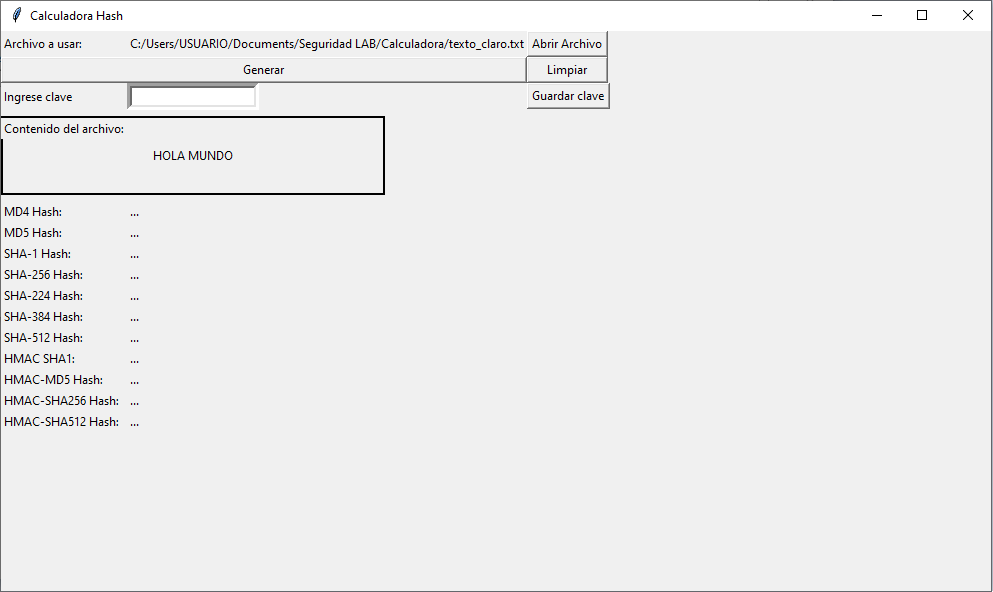 Calculadora Hash
Archivo a usar: C:/Users/USUARIO/Documents/Seguridad LAB/Calculadora/texto_claro.txt Abrir Archivo
Generar Limpiar
Ingrese clave Guardar clave
Contenido del archivo:
HOLA MUNDO
MD4 Hash: ...
MD5 Hash: ...
SHA-1 Hash: ...
SHA-256 Hash: ...
SHA-224 Hash: ...
SHA-384 Hash: ...
SHA-512 Hash: ...
HMAC SHA1: ...
HMAC-MD5 Hash: ...
HMAC-SHA256 Hash: ...
HMAC-SHA512 Hash: ...